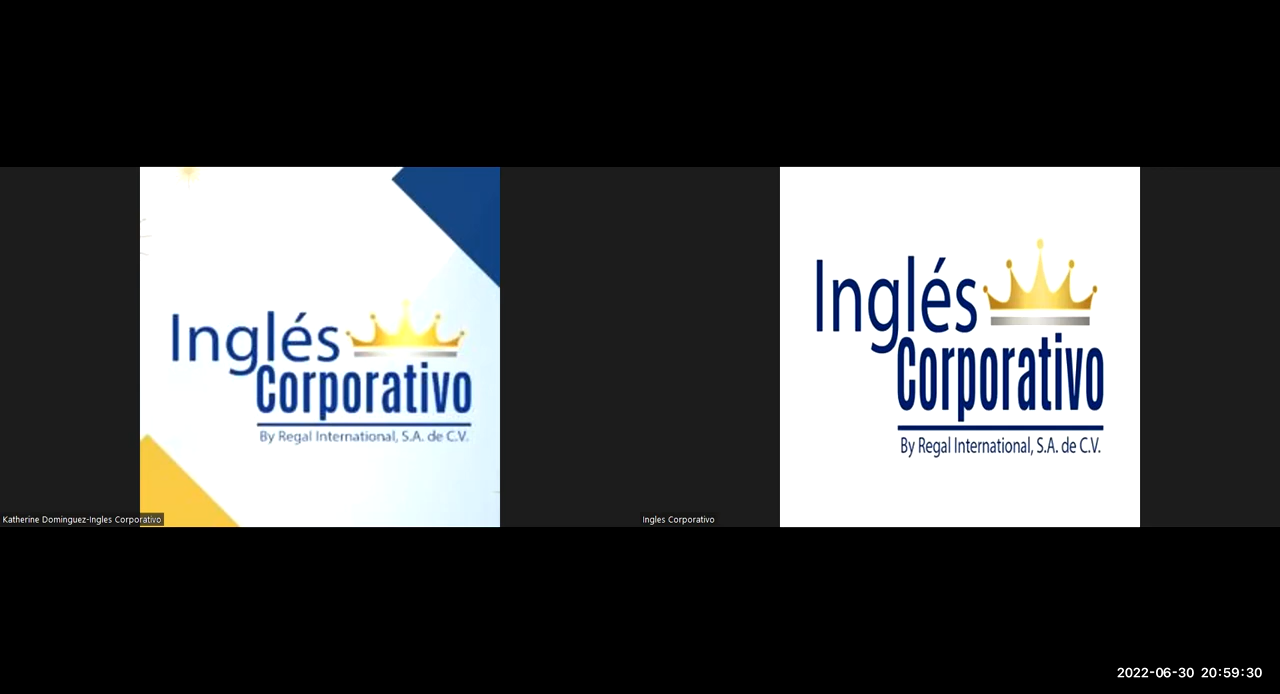 Inglés
Corporativo
By Regal International, S.A. de C.V.
Katherine Dominguez-Ingles Corporativo
Inglés
Corporativo
By Regal International, S.A. de C.V.
Ingles Corporativo
2022-06-30 20:59:30